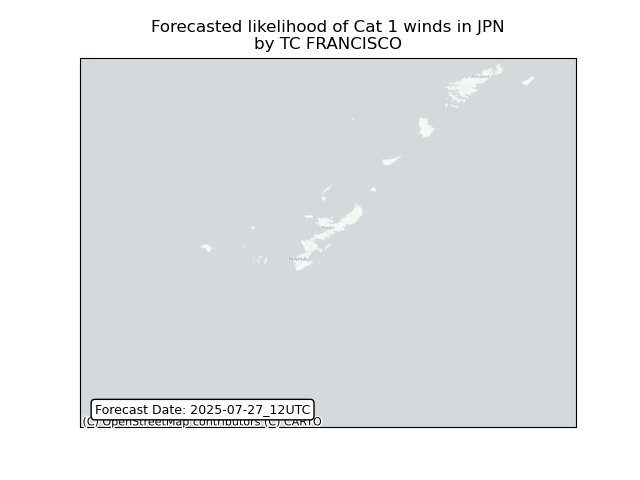 Forecasted likelihood of Cat 1 winds in JPN
by TC FRANCISCO
NAHA
Forecast Date: 2025-07-27_12UTC
(C) OpenStreetMap contributors (C) CARTO